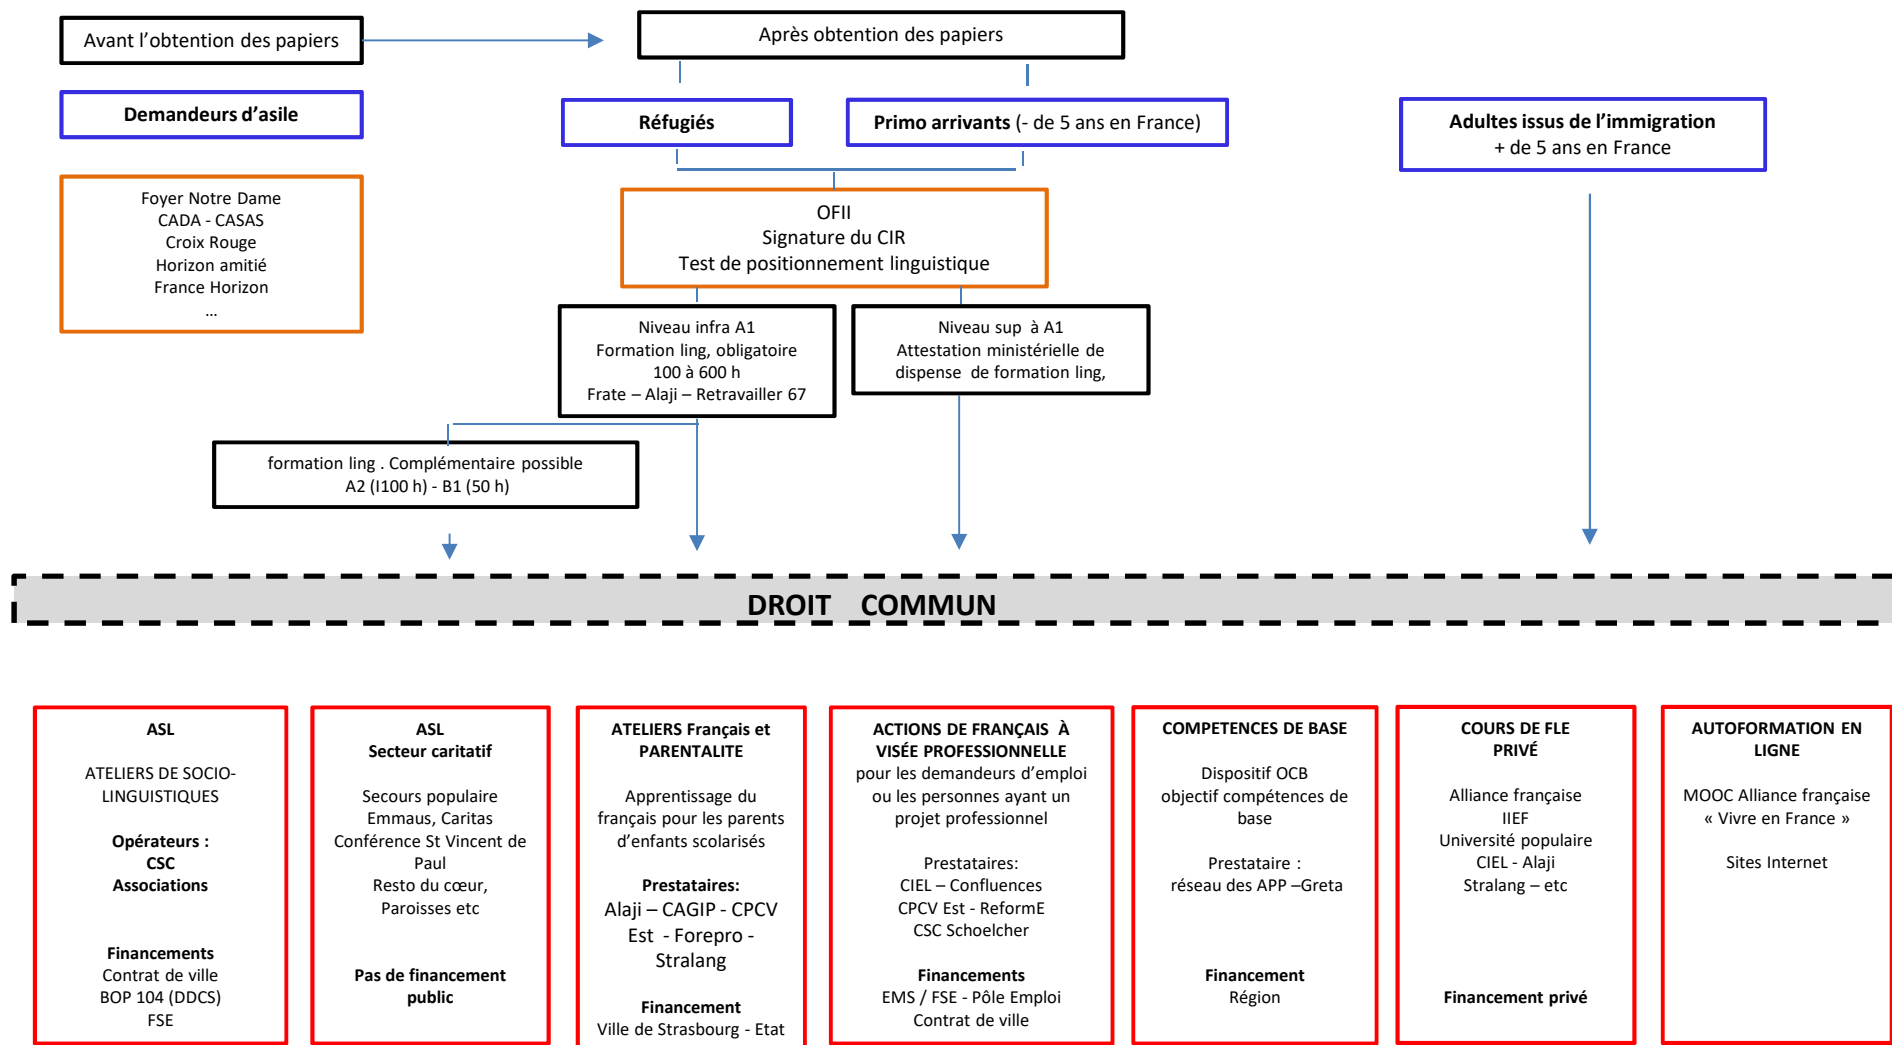 Avant l’obtention des papiers
Après obtention des papiers
Demandeurs d’asile
Réfugiés
Primo arrivants (- de 5 ans en France)
Adultes issus de l’immigration
+ de 5 ans en France
Foyer Notre Dame
CADA - CASAS
Croix Rouge
Horizon amitié
France Horizon
...
OFII
Signature du CIR
Test de positionnement linguistique
Niveau infra A1
Formation ling, obligatoire
100 à 600 h
Frate – Alaji – Retravailler 67
Niveau sup à A1
Attestation ministérielle de
dispense de formation ling,
formation ling . Complémentaire possible
A2 (I100 h) - B1 (50 h)
DROIT COMMUN
ASL
ATELIERS DE SOCIO-
LINGUISTIQUES
Opérateurs :
CSC
Associations
Financements
Contrat de ville
BOP 104 (DDCS)
FSE
ASL
Secteur caritatif
Secours populaire
Emmaus, Caritas
Conférence St Vincent de
Paul
Resto du cœur,
Paroisses etc
Pas de financement
public
ATELIERS Français et
PARENTALITE
Apprentissage du
français pour les parents
d’enfants scolarisés
Prestataires:
Alaji – CAGIP - CPCV
Est - Forepro -
Stralang
Financement
Ville de Strasbourg - Etat
ACTIONS DE FRANÇAIS À
VISÉE PROFESSIONNELLE
pour les demandeurs d’emploi
ou les personnes ayant un
projet professionnel
Prestataires:
CIEL – Confluences
CPCV Est - ReformE
CSC Schoelcher
Financements
EMS / FSE - Pôle Emploi
Contrat de ville
COMPETENCES DE BASE
Dispositif OCB
objectif compétences de
base
Prestataire :
réseau des APP –Greta
Financement
Région
COURS DE FLE
PRIVÉ
Alliance française
IIEF
Université populaire
CIEL - Alaji
Stralang – etc
Financement privé
AUTOFORMATION EN
LIGNE
MOOC Alliance française
« Vivre en France »
Sites Internet